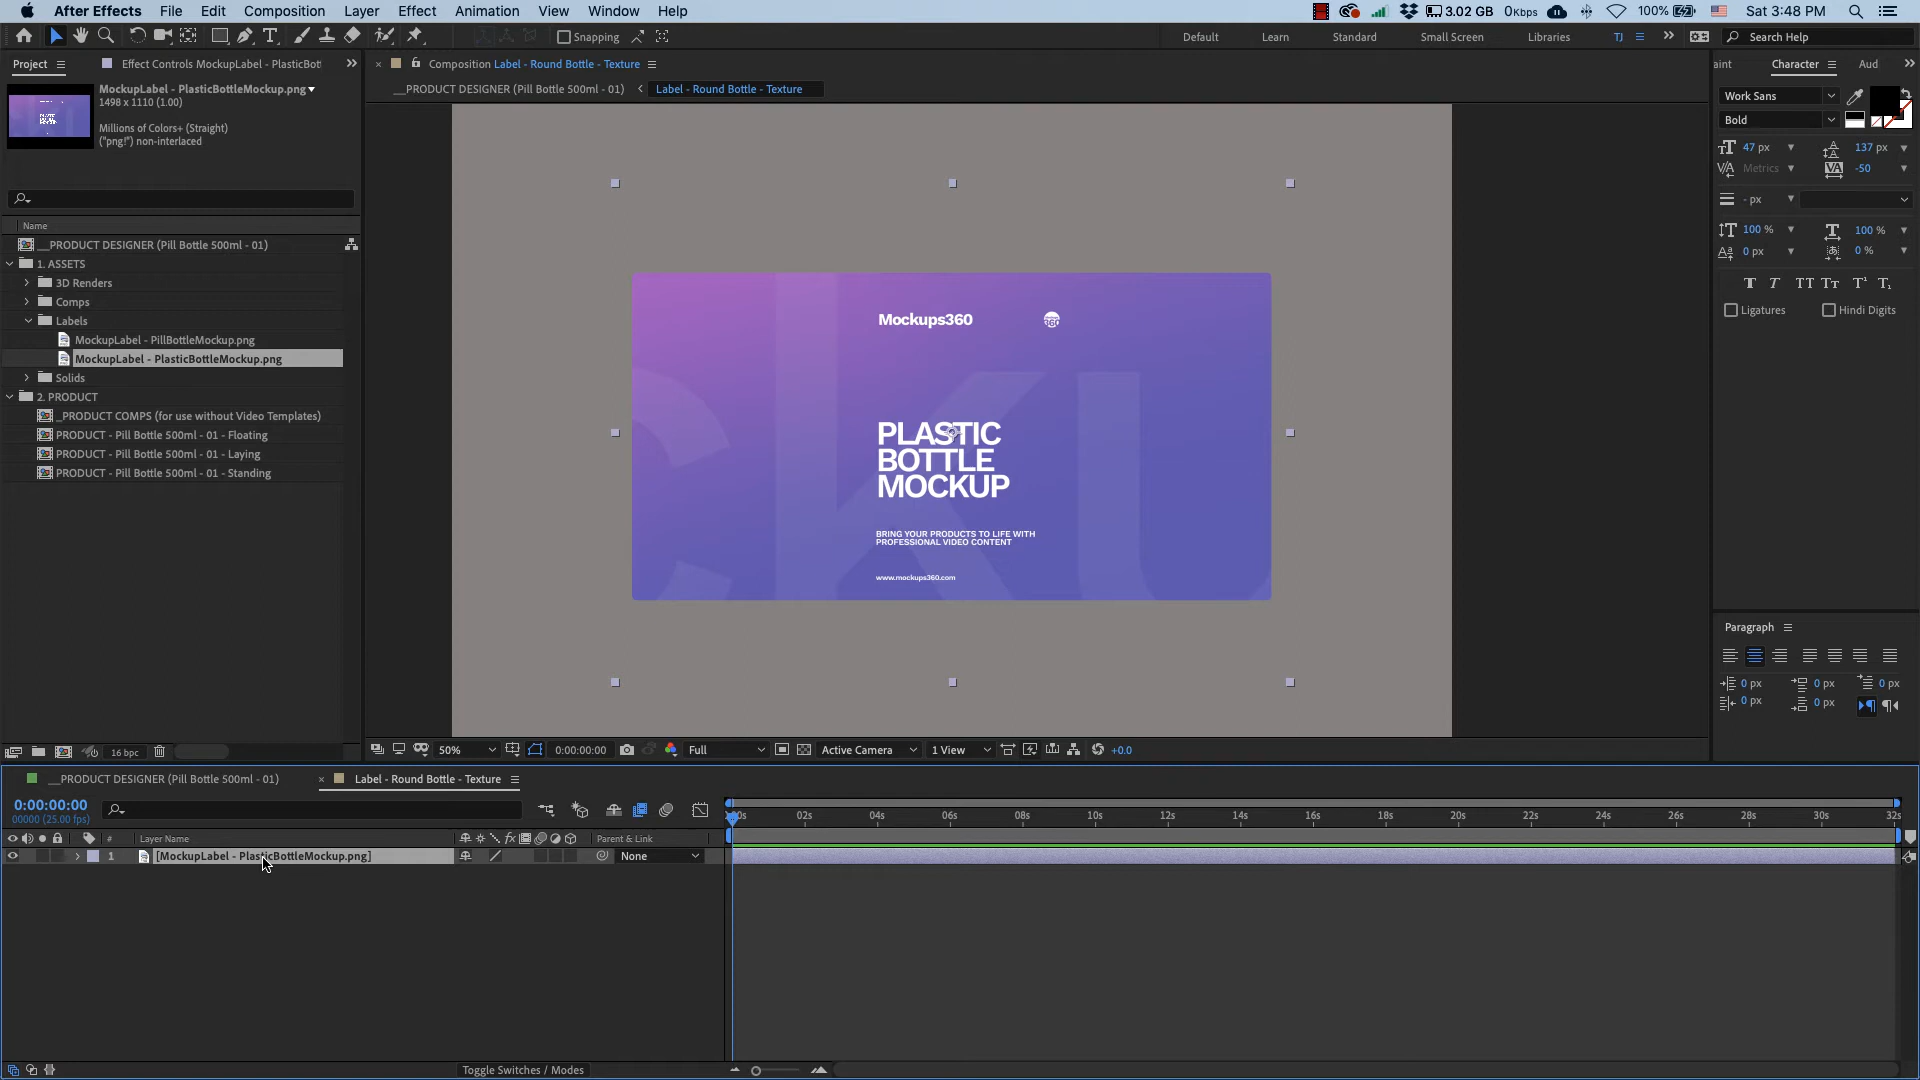 After Effects File Edit Composition Layer Effect Animation View Window Help 3.02 GB 0Kbps 100% Sat 3:48 PM
Snapping Default Learn Standard Small Screen Libraries TJ Search Help
Project Effect Controls MockupLabel - PlasticBott
Composition Label - Round Bottle - Texture
aint Character Aud
MockupLabel - PlasticBottleMockup.png
1498 x 1110 (1.00)
Millions of Colors+ (Straight)
("png!") non-interlaced
__PRODUCT DESIGNER (Pill Bottle 500ml - 01) Label - Round Bottle - Texture
Work Sans
Bold
47 px 137 px
Metrics -50
- px
100 % 100 %
0 px 0 %
Ligatures Hindi Digits
Name
__PRODUCT DESIGNER (Pill Bottle 500ml - 01)
1. ASSETS
3D Renders
Comps
Labels
MockupLabel - PillBottleMockup.png
MockupLabel - PlasticBottleMockup.png
Solids
2. PRODUCT
_PRODUCT COMPS (for use without Video Templates)
PRODUCT - Pill Bottle 500ml - 01 - Floating
PRODUCT - Pill Bottle 500ml - 01 - Laying
PRODUCT - Pill Bottle 500ml - 01 - Standing
Mockups360 360
PLASTIC
BOTTLE
MOCKUP
BRING YOUR PRODUCTS TO LIFE WITH
PROFESSIONAL VIDEO CONTENT
www.mockups360.com
CKU
Paragraph
0 px 0 px 0 px
0 px 0 px
16 bpc
50% 0:00:00:00 Full Active Camera 1 View +0.0
__PRODUCT DESIGNER (Pill Bottle 500ml - 01) Label - Round Bottle - Texture
0:00:00:00
00000 (25.00 fps)
02s 04s 06s 08s 10s 12s 14s 16s 18s 20s 22s 24s 26s 28s 30s 32s
# Layer Name fx Parent & Link
1 [MockupLabel - PlasticBottleMockup.png] None
Toggle Switches / Modes